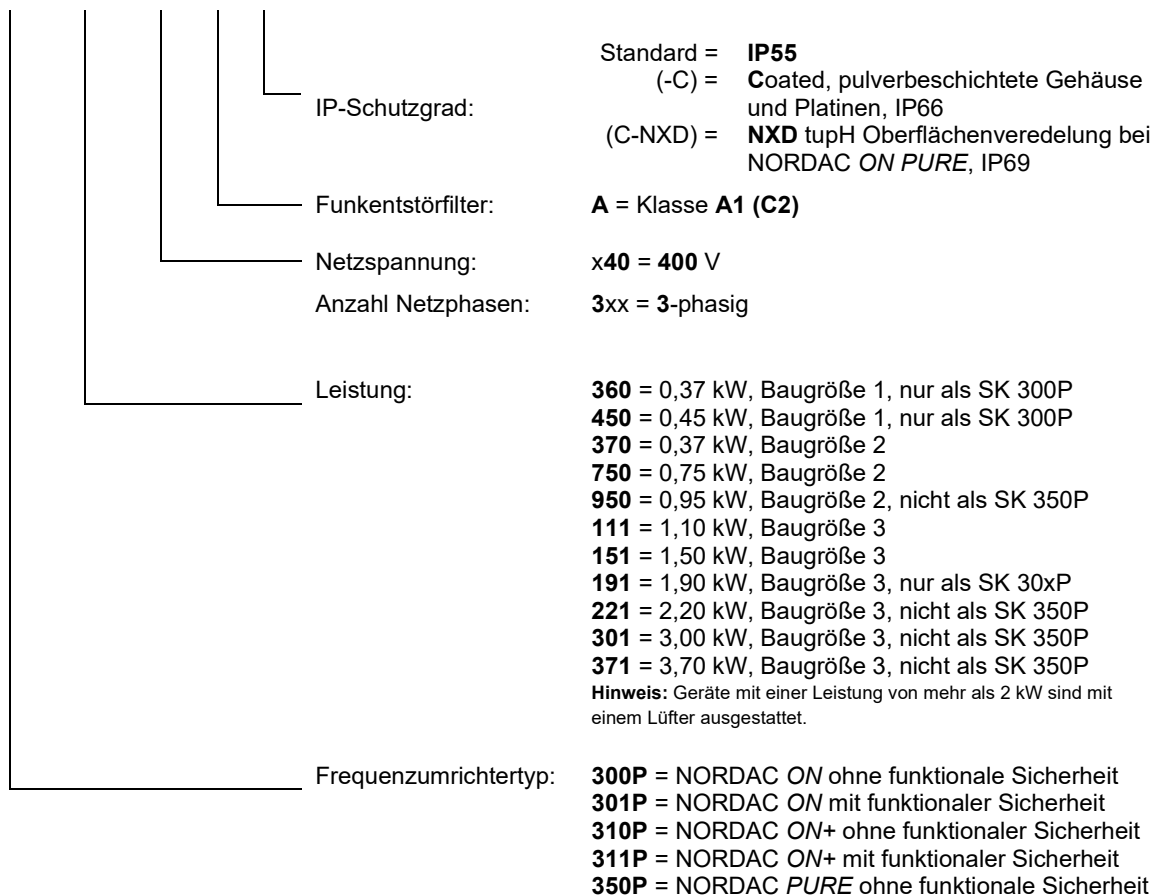 Standard = IP55
(-C) = Coated, pulverbeschichtete Gehäuse
IP-Schutzgrad: und Platinen, IP66
(C-NXD) = NXD tupH Oberflächenveredelung bei
NORDAC ON PURE, IP69
Funkentstörfilter: A = Klasse A1 (C2)
Netzspannung: x40 = 400 V
Anzahl Netzphasen: 3xx = 3-phasig
Leistung: 360 = 0,37 kW, Baugröße 1, nur als SK 300P
450 = 0,45 kW, Baugröße 1, nur als SK 300P
370 = 0,37 kW, Baugröße 2
750 = 0,75 kW, Baugröße 2
950 = 0,95 kW, Baugröße 2, nicht als SK 350P
111 = 1,10 kW, Baugröße 3
151 = 1,50 kW, Baugröße 3
191 = 1,90 kW, Baugröße 3, nur als SK 30xP
221 = 2,20 kW, Baugröße 3, nicht als SK 350P
301 = 3,00 kW, Baugröße 3, nicht als SK 350P
371 = 3,70 kW, Baugröße 3, nicht als SK 350P
Hinweis: Geräte mit einer Leistung von mehr als 2 kW sind mit
einem Lüfter ausgestattet.
Frequenzumrichtertyp: 300P = NORDAC ON ohne funktionale Sicherheit
301P = NORDAC ON mit funktionaler Sicherheit
310P = NORDAC ON+ ohne funktionaler Sicherheit
311P = NORDAC ON+ mit funktionaler Sicherheit
350P = NORDAC PURE ohne funktionale Sicherheit